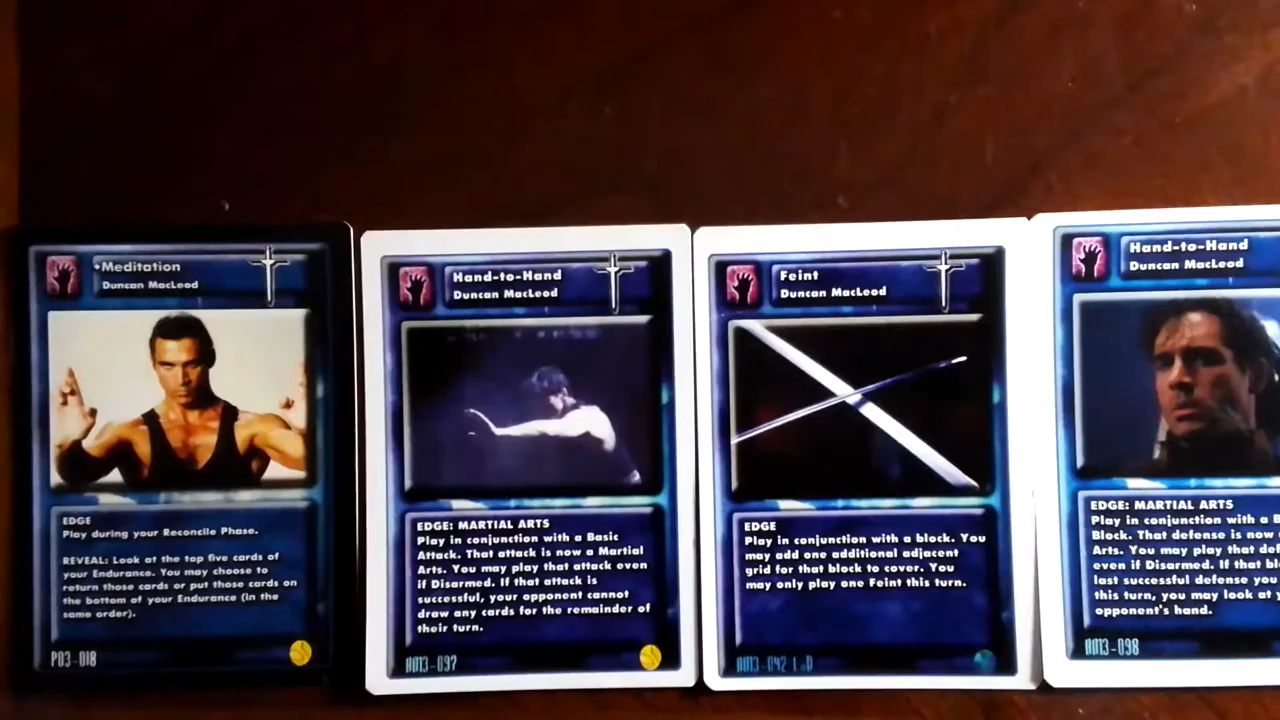 •Meditation
Duncan MacLeod
EDGE
Play during your Reconcile Phase.
REVEAL: Look at the top five cards of
your Endurance. You may choose to
return those cards or put those cards on
the bottom of your Endurance (in the
same order).
P03-018
Hand-to-Hand
Duncan MacLeod
EDGE: MARTIAL ARTS
Play in conjunction with a Basic
Attack. That attack is now a Martial
Arts. You may play that attack even
if Disarmed. If that attack is
successful, your opponent cannot
draw any cards for the remainder of
their turn.
-097
Feint
Duncan MacLeod
EDGE
Play in conjunction with a block. You
may add one additional adjacent
grid for that block to cover. You
may only play one Feint this turn.
Hand-to-Hand
Duncan MacLeod
EDGE: MARTIAL ARTS
Play in conjunction with a B
Block. That defense is now
Arts. You may play that def
even if Disarmed. If that bl
last successful defense you
this turn, you may look at y
opponent's hand.
-098